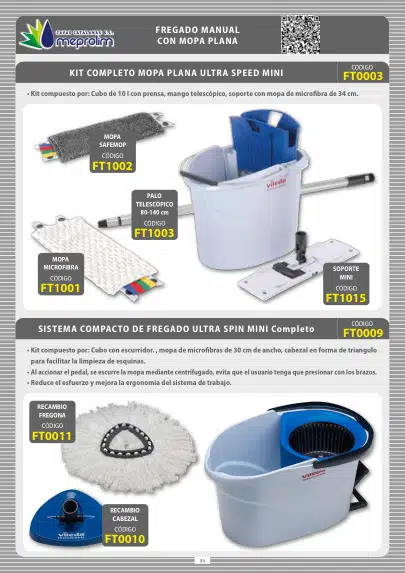 FREGADO MANUAL
CON MOPA PLANA
TAPAS CATALANAS S.L.
meprolim
KIT COMPLETO MOPA PLANA ULTRA SPEED MINI
CÓDIGO
FT0003
• Kit compuesto por: Cubo de 10 l con prensa, mango telescópico, soporte con mopa de microfibra de 34 cm.
MOPA
SAFEMOP
CÓDIGO
FT1002
PALO
TELESCÓPICO
80-140 cm
CÓDIGO
FT1003
vileda
MOPA
MICROFIBRA
CÓDIGO
FT1001
SOPORTE
MINI
CÓDIGO
FT1015
SISTEMA COMPACTO DE FREGADO ULTRA SPIN MINI Completo
CÓDIGO
FT0009
• Kit compuesto por: Cubo con escurridor. , mopa de microfibras de 30 cm de ancho, cabezal en forma de triangulo
para facilitar la limpieza de esquinas.
• Al accionar el pedal, se escurre la mopa mediante centrifugado, evita que el usuario tenga que presionar con los brazos.
• Reduce el esfuerzo y mejora la ergonomia del sistema de trabajo.
RECAMBIO
FREGONA
CÓDIGO
FT0011
vileda
RECAMBIO
CABEZAL
CÓDIGO
FT0010
vileda